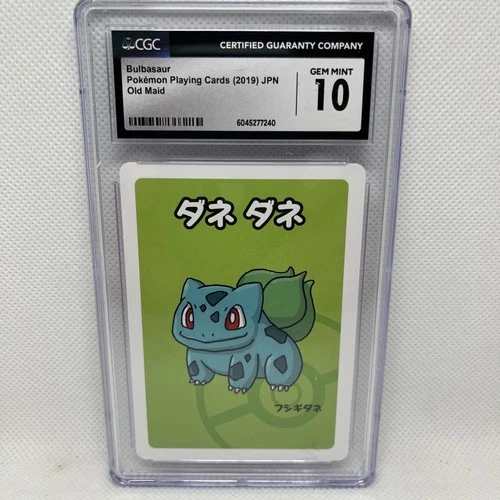 CGC
CERTIFIED GUARANTY COMPANY
Bulbasaur
Pokémon Playing Cards (2019) JPN
Old Maid
GEM MINT
10
6045277240
ダネ ダネ
フシギダネ